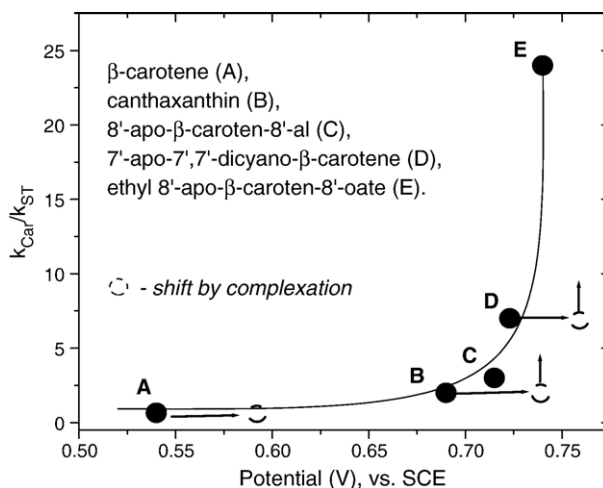 E
β-carotene (A),
canthaxanthin (B),
8'-apo-β-caroten-8'-al (C),
7'-apo-7',7'-dicyano-β-carotene (D),
ethyl 8'-apo-β-caroten-8'-oate (E).
- shift by complexation
D
C
B
A
25
20
15
10
5
0
k_Car/k_ST
0.50 0.55 0.60 0.65 0.70 0.75
Potential (V), vs. SCE